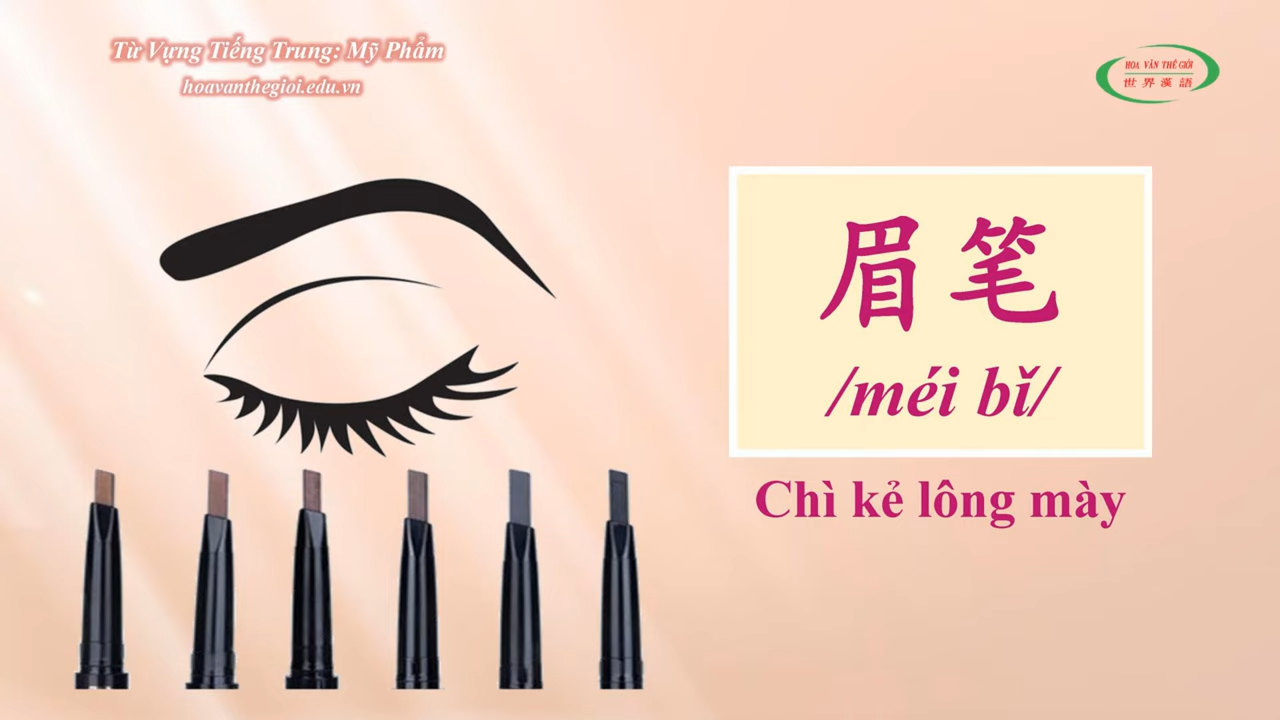 Từ Vựng Tiếng Trung: Mỹ Phẩm
hoavanthegioi.edu.vn
HOA VĂN THẾ GIỚI
世界漢語
眉笔
/méi bǐ/
Chì kẻ lông mày